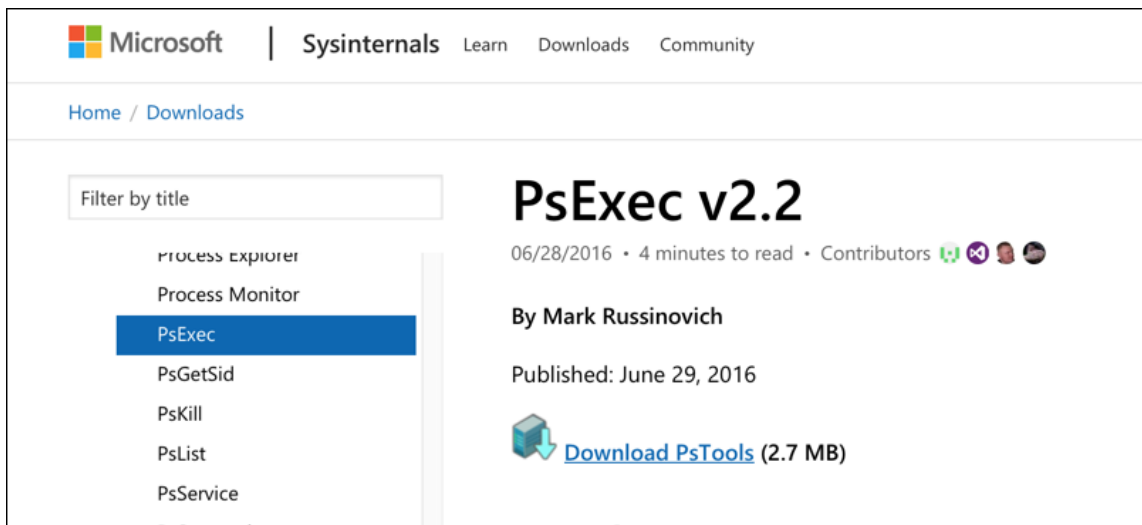 Microsoft | Sysinternals Learn Downloads Community
Home / Downloads
Filter by title
Process Explorer
Process Monitor
PsExec
PsGetSid
PsKill
PsList
PsService
PsExec v2.2
06/28/2016 • 4 minutes to read • Contributors
By Mark Russinovich
Published: June 29, 2016
Download PsTools (2.7 MB)